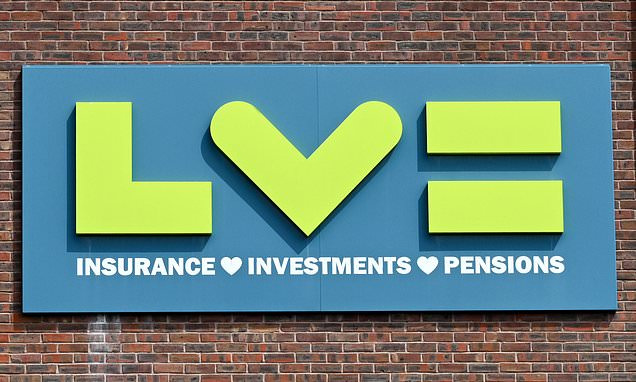 LV=
INSURANCE ♥ INVESTMENTS ♥ PENSIONS